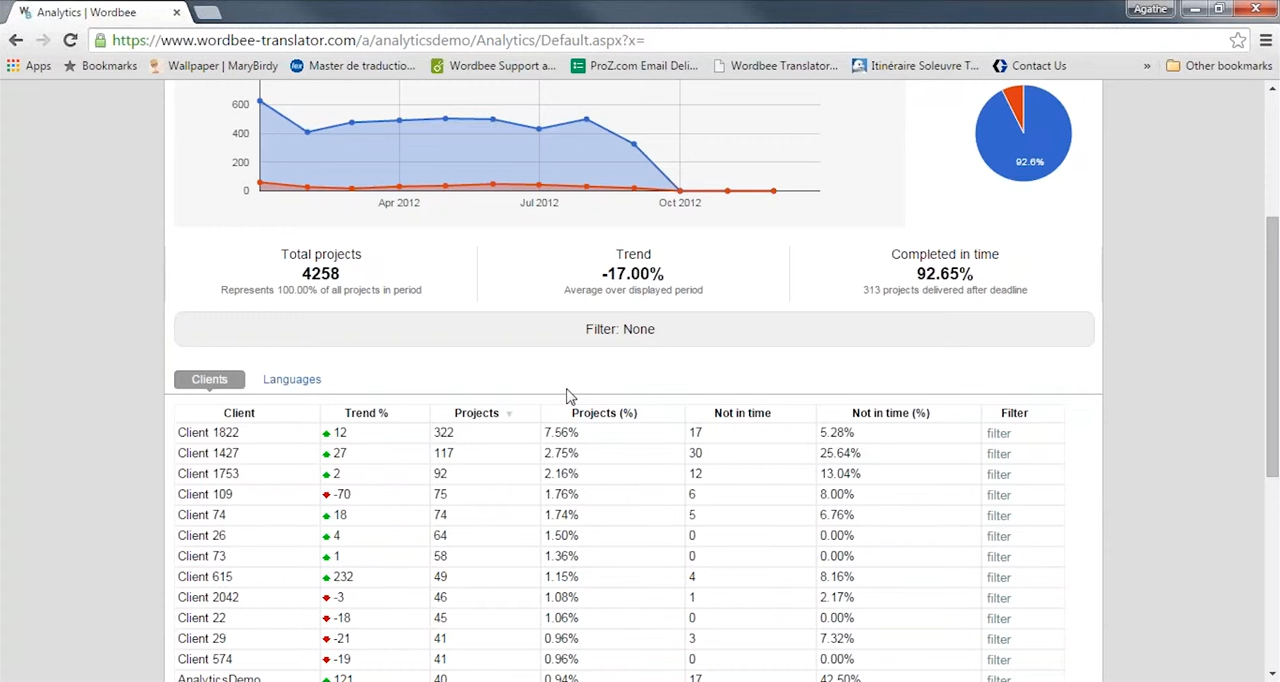 Analytics | Wordbee
Agathe
https://www.wordbee-translator.com/a/analyticsdemo/Analytics/Default.aspx?x=
Apps Bookmarks Wallpaper | MaryBirdy Master de traductio... Wordbee Support a... ProZ.com Email Deli... Wordbee Translator... Itinéraire Soleuvre T... Contact Us » Other bookmarks
600
400
200
0
Apr 2012 Jul 2012 Oct 2012
92.6%
Total projects Trend Completed in time
4258 -17.00% 92.65%
Represents 100.00% of all projects in period Average over displayed period 313 projects delivered after deadline
Filter: None
Clients Languages
Client Trend % Projects Projects (%) Not in time Not in time (%) Filter
Client 1822 12 322 7.56% 17 5.28% filter
Client 1427 27 117 2.75% 30 25.64% filter
Client 1753 2 92 2.16% 12 13.04% filter
Client 109 -70 75 1.76% 6 8.00% filter
Client 74 18 74 1.74% 5 6.76% filter
Client 26 4 64 1.50% 0 0.00% filter
Client 73 1 58 1.36% 0 0.00% filter
Client 615 232 49 1.15% 4 8.16% filter
Client 2042 -3 46 1.08% 1 2.17% filter
Client 22 -18 45 1.06% 0 0.00% filter
Client 29 -21 41 0.96% 3 7.32% filter
Client 574 -19 41 0.96% 0 0.00% filter
AnalyticsDemo 121 40 0.94% 17 42.50% filter